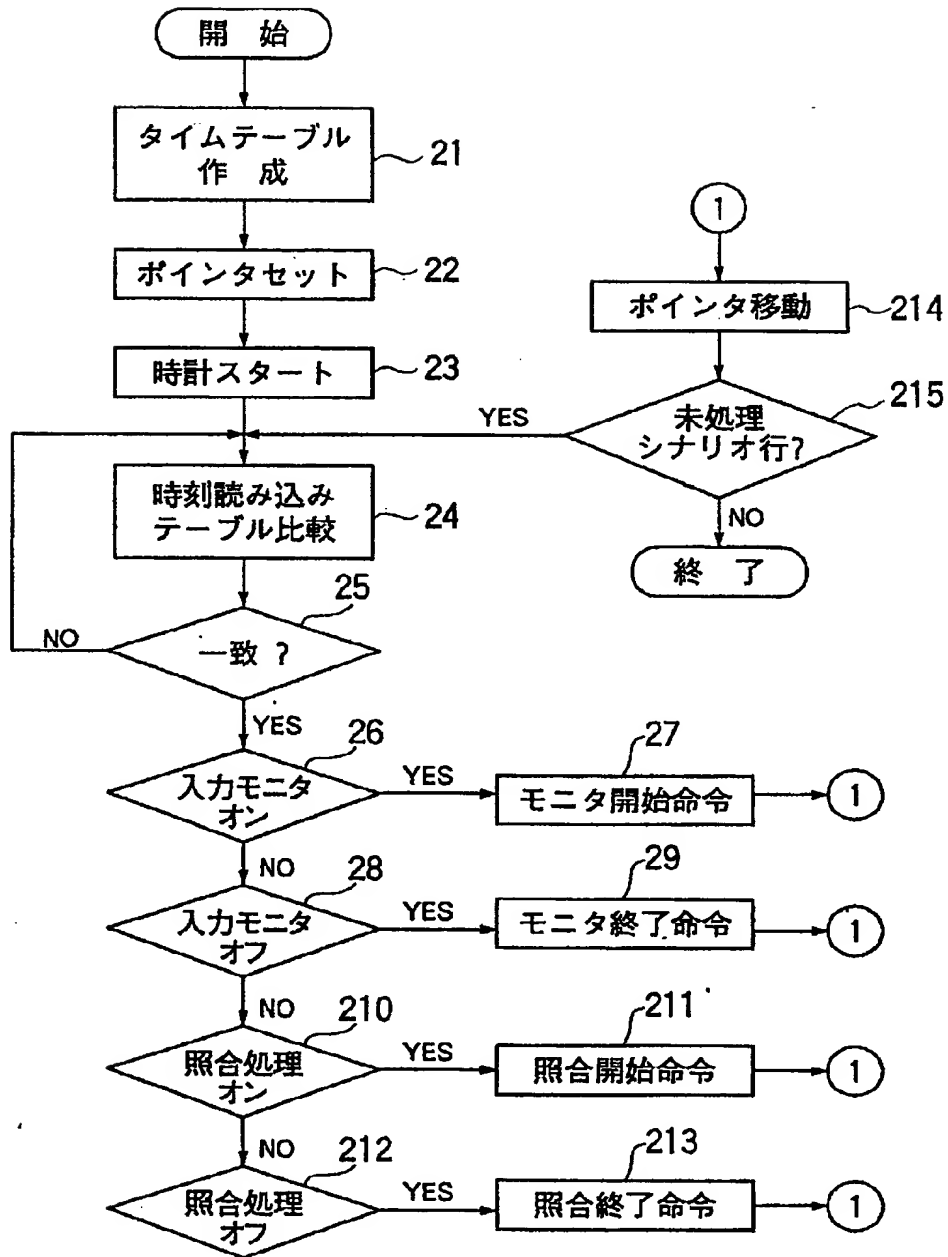 開 始
タイムテーブル
作 成
21
ポインタセット
22
時計スタート
23
時刻読み込み
テーブル比較
24
25
一致 ?
NO
YES
26
入力モニタ
オン
YES
27
モニタ開始命令
1
NO
28
入力モニタ
オフ
YES
29
モニタ終了命令
1
NO
210
照合処理
オン
YES
211
照合開始命令
1
NO
212
照合処理
オフ
YES
213
照合終了命令
1
1
ポインタ移動
214
215
未処理
シナリオ行?
YES
NO
終 了